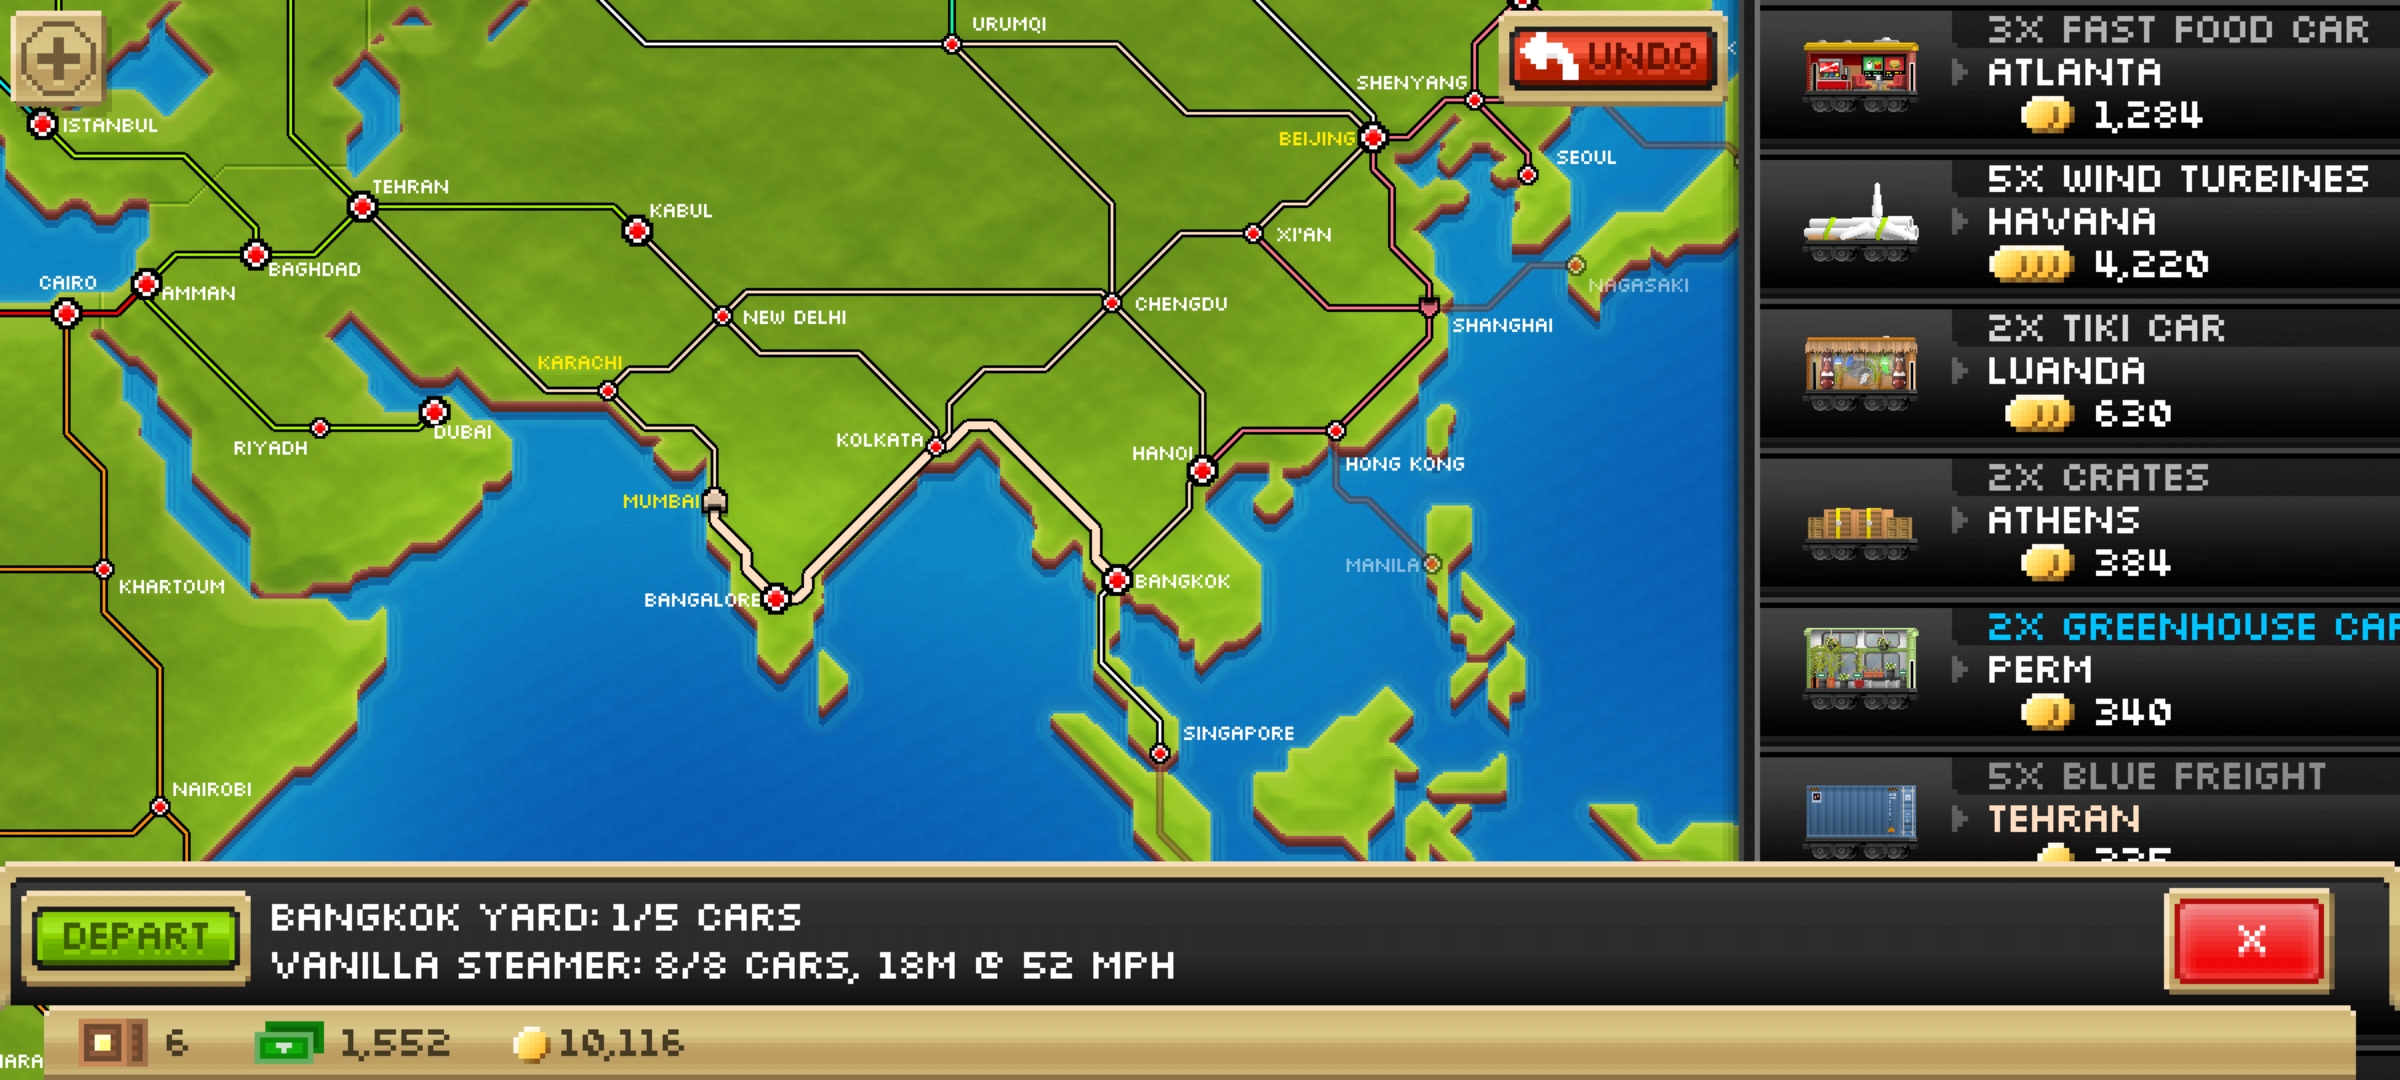 URUMQI
UNDO
SHENYANG
BEIJING
ISTANBUL
SEOUL
TEHRAN
KABUL
XI'AN
BAGHDAD
CAIRO
AMMAN
NAGASAKI
CHENGDU
NEW DELHI
SHANGHAI
KARACHI
DUBAI
RIYADH
KOLKATA
HANOI
HONG KONG
MUMBAI
MANILA
KHARTOUM
BANGALORE
BANGKOK
SINGAPORE
NAIROBI
3X FAST FOOD CAR
ATLANTA
1,284
5X WIND TURBINES
HAVANA
4,220
2X TIKI CAR
LUANDA
630
2X CRATES
ATHENS
384
2X GREENHOUSE CAR
PERM
340
5X BLUE FREIGHT
TEHRAN
DEPART
BANGKOK YARD: 1/5 CARS
VANILLA STEAMER: 8/8 CARS, 18M @ 52 MPH
X
6
1,552
10,116